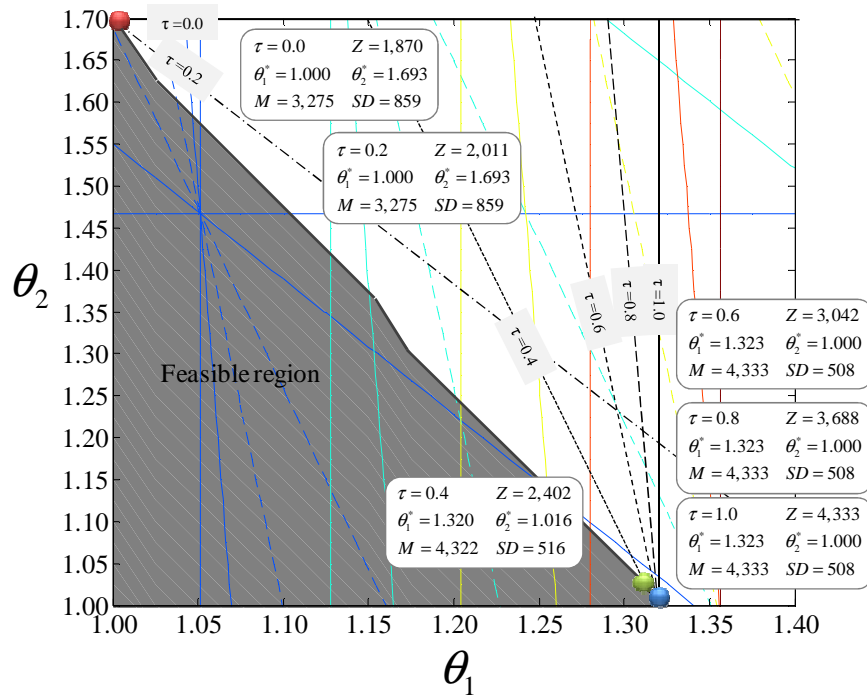 1.70
1.65
1.60
1.55
1.50
1.45
1.40
1.35
1.30
1.25
1.20
1.15
1.10
1.05
1.00
θ₂
τ = 0.0
τ = 0.2
τ = 0.0 Z = 1,870
θ₁* = 1.000 θ₂* = 1.693
M = 3,275 SD = 859
τ = 0.2 Z = 2,011
θ₁* = 1.000 θ₂* = 1.693
M = 3,275 SD = 859
τ = 0.4
τ = 0.6
τ = 0.8
τ = 1.0
τ = 0.6 Z = 3,042
θ₁* = 1.323 θ₂* = 1.000
M = 4,333 SD = 508
Feasible region
τ = 0.8 Z = 3,688
θ₁* = 1.323 θ₂* = 1.000
M = 4,333 SD = 508
τ = 0.4 Z = 2,402
θ₁* = 1.320 θ₂* = 1.016
M = 4,322 SD = 516
τ = 1.0 Z = 4,333
θ₁* = 1.323 θ₂* = 1.000
M = 4,333 SD = 508
1.00 1.05 1.10 1.15 1.20 1.25 1.30 1.35 1.40
θ₁